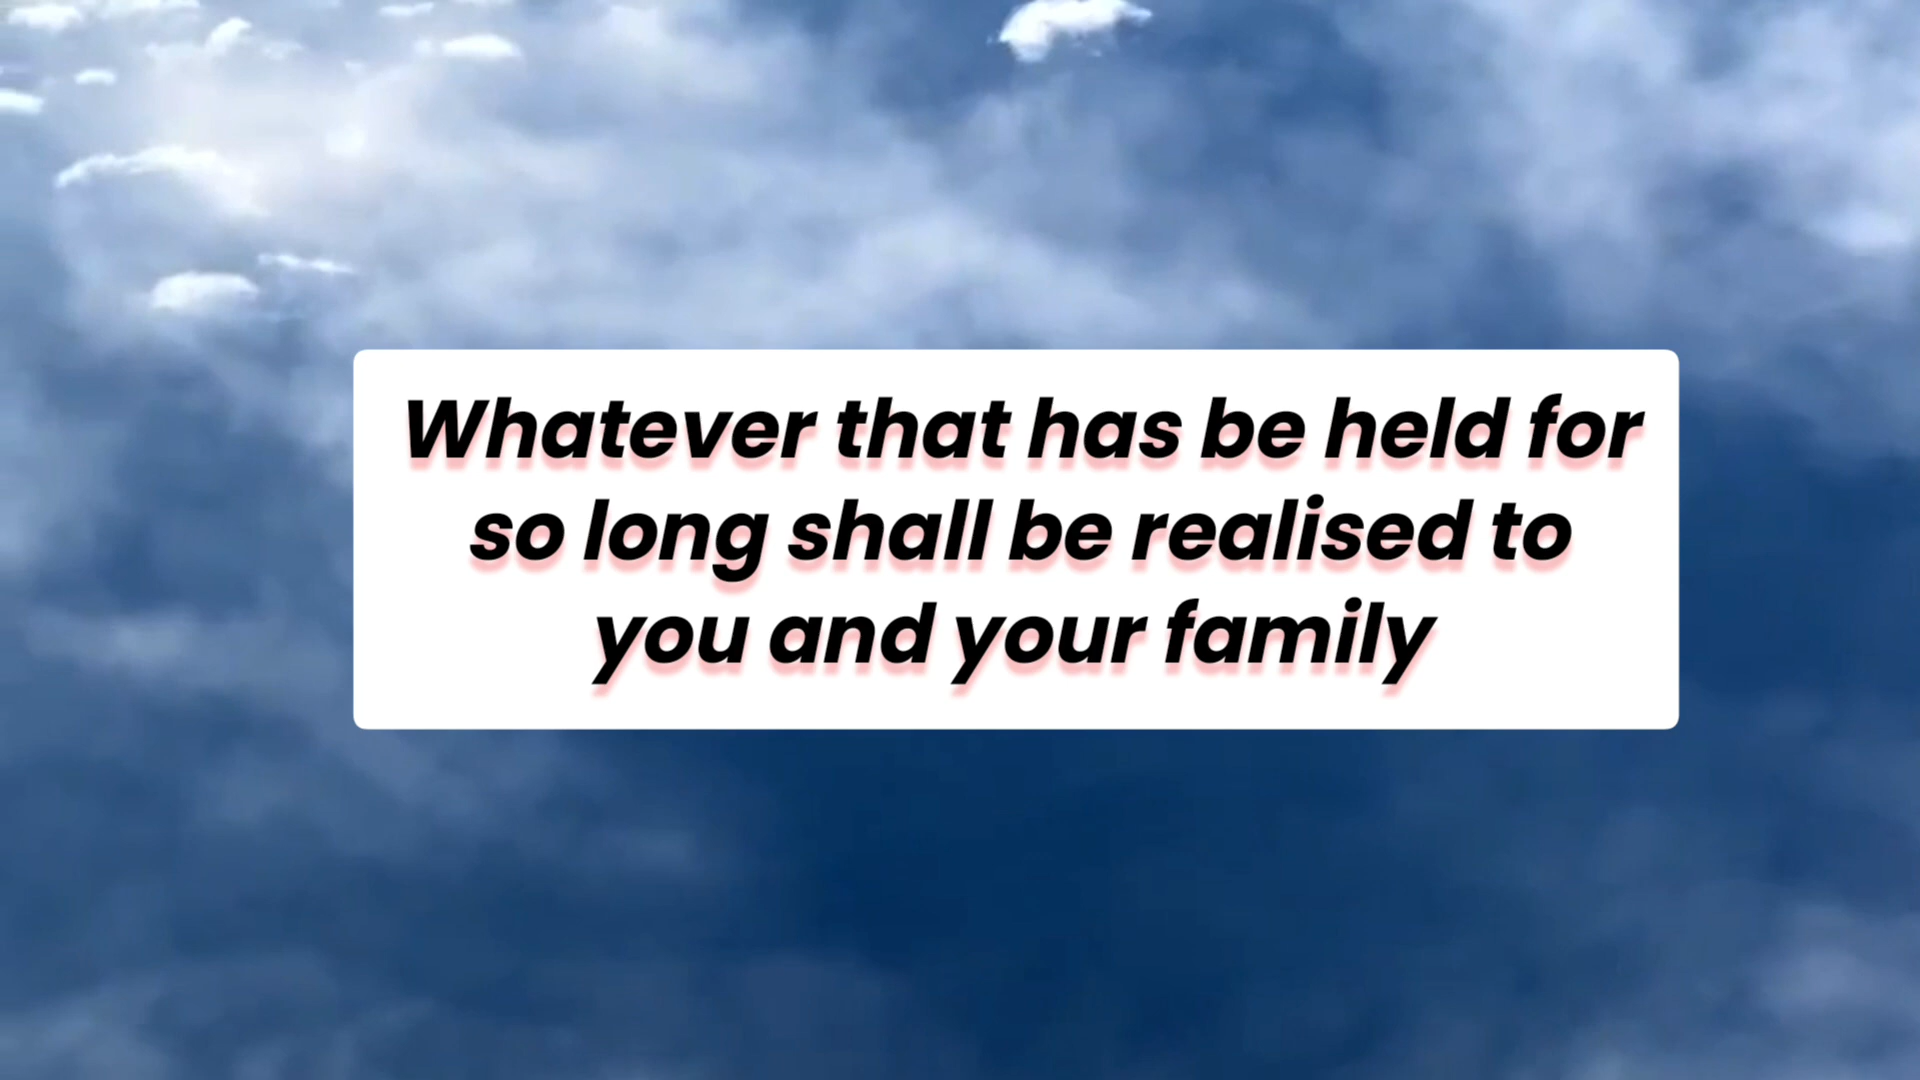 Whatever that has be held for
so long shall be realised to
you and your family